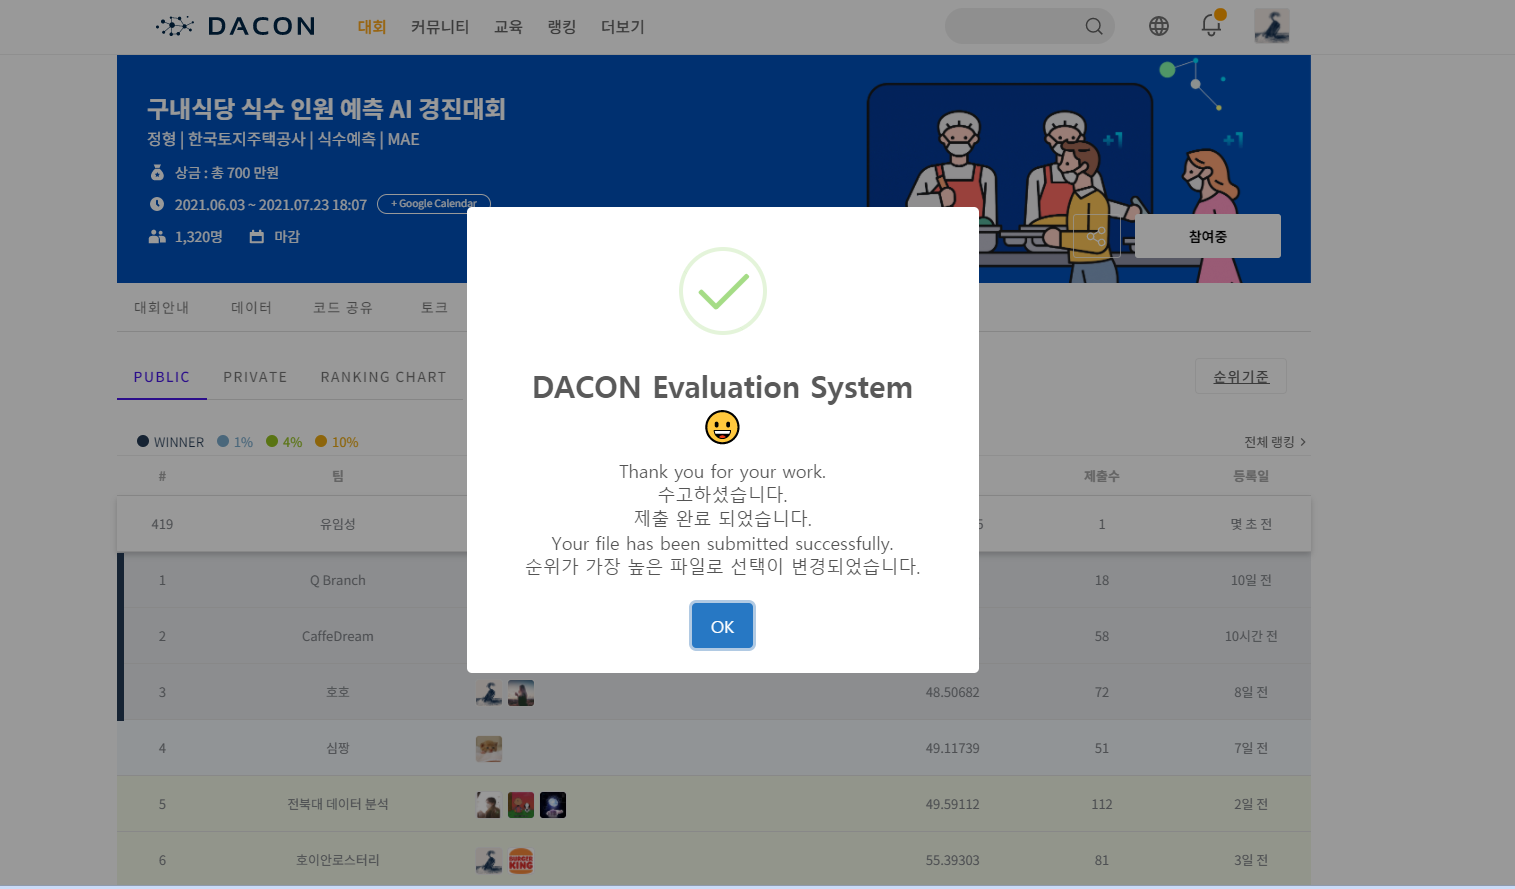 DACON 대회 커뮤니티 교육 랭킹 더보기
구내식당 식수 인원 예측 AI 경진대회
정형 | 한국토지주택공사 | 식수예측 | MAE
상금 : 총 700 만원
2021.06.03 ~ 2021.07.23 18:07 + Google Calendar
1,320명 마감
+1 +1
참여중
대회안내 데이터 코드 공유 토크
PUBLIC PRIVATE RANKING CHART 순위기준
WINNER 1% 4% 10% 전체 랭킹 >
# 팀 제출수 등록일
419 유임성 1 몇 초 전
1 Q Branch 18 10일 전
2 CaffeDream 58 10시간 전
3 호호 48.50682 72 8일 전
4 심짱 49.11739 51 7일 전
5 전북대 데이터 분석 49.59112 112 2일 전
6 호이안로스터리 BURGER KING 55.39303 81 3일 전
DACON Evaluation System
Thank you for your work.
수고하셨습니다.
제출 완료 되었습니다.
Your file has been submitted successfully.
순위가 가장 높은 파일로 선택이 변경되었습니다.
OK